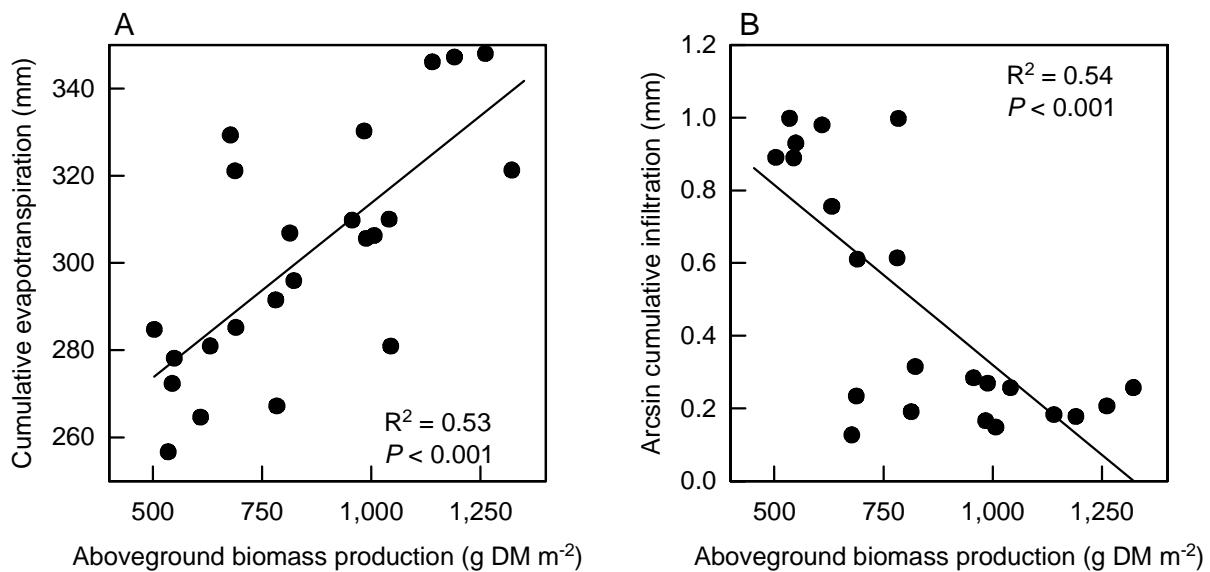 A
Cumulative evapotranspiration (mm)
340
320
300
280
260
R² = 0.53
P < 0.001
500 750 1,000 1,250
Aboveground biomass production (g DM m⁻²)
B
Arcsin cumulative infiltration (mm)
1.2
1.0
0.8
0.6
0.4
0.2
0.0
R² = 0.54
P < 0.001
500 750 1,000 1,250
Aboveground biomass production (g DM m⁻²)